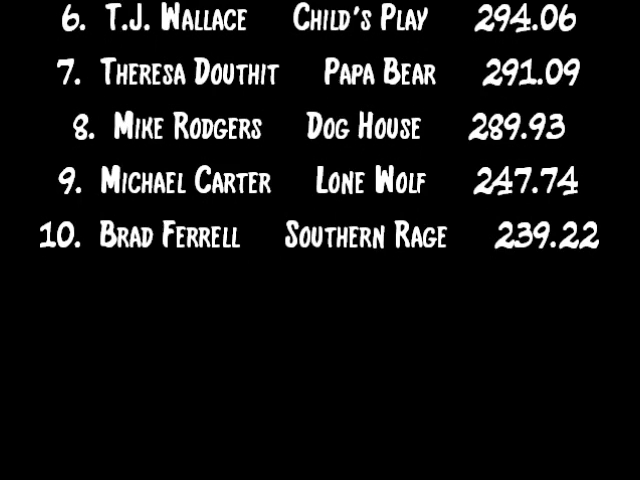 6. T.J. Wallace Child's Play 294.06
7. Theresa Douthit Papa Bear 291.09
8. Mike Rodgers Dog House 289.93
9. Michael Carter Lone Wolf 247.74
10. Brad Ferrell Southern Rage 239.22